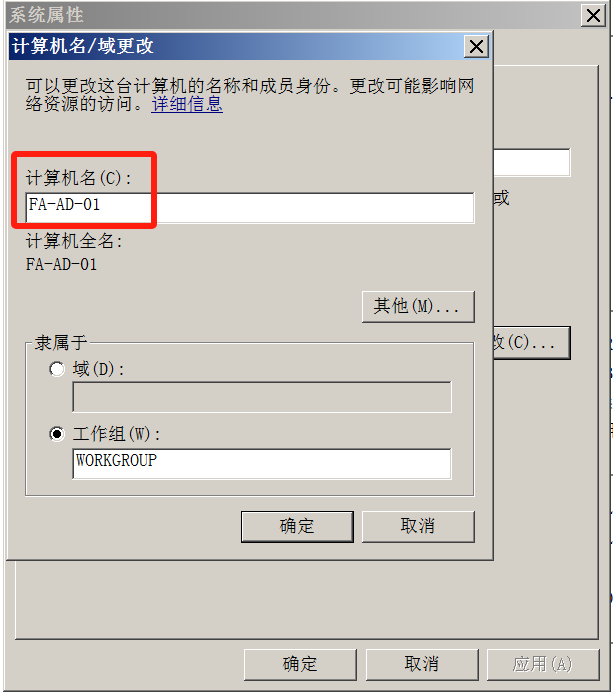 系统属性
计算机名/域更改
可以更改这台计算机的名称和成员身份。更改可能影响网
络资源的访问。详细信息
计算机名(C):
FA-AD-01
或
计算机全名:
FA-AD-01
其他(M)...
改(C)...
隶属于
域(D):
工作组(W):
WORKGROUP
确定
取消
确定
取消
应用(A)